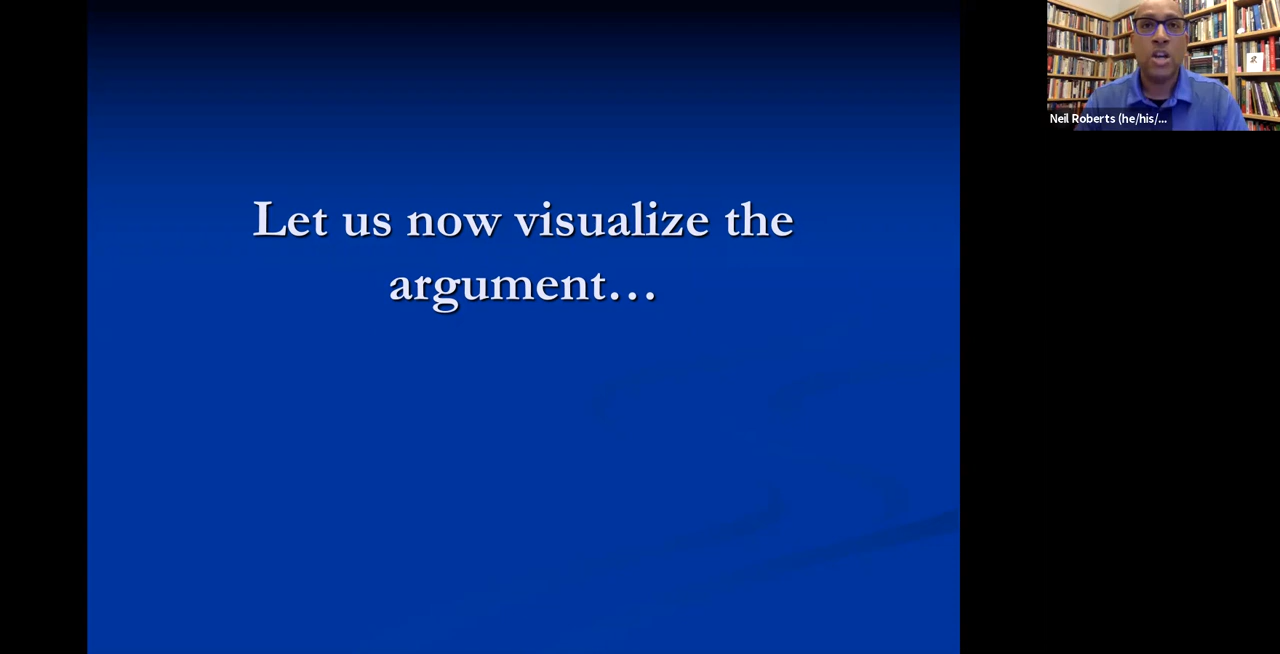 Let us now visualize the
argument…
Neil Roberts (he/his/...